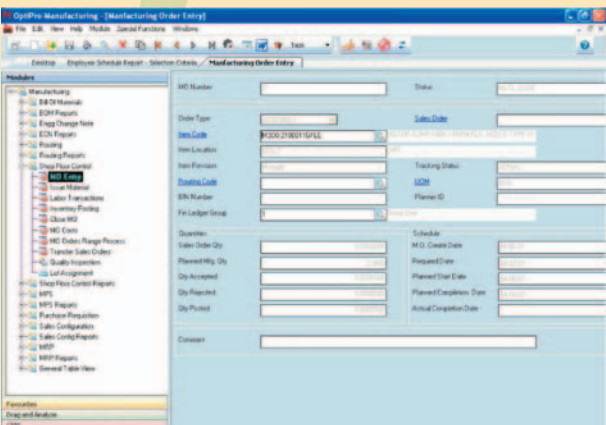 OptiPro Manufacturing - [Manfacturing Order Entry]
File Edit View Help Module Special Functions Windows
Desktop Employee Schedule Report - Selection Criteria Manfacturing Order Entry
Modules
Manufacturing
Bill Of Materials
BOM Reports
Engg Change Note
ECN Reports
Routing
Routing Reports
Shop Floor Control
MO Entry
Issue Material
Labor Transactions
Inventory Posting
Close MO
MO Costs
MO Orders Range Process
Transfer Sales Orders
Quality Inspection
Lot Assignment
Shop Floor Control Reports
MPS
MPS Reports
Purchase Requisition
Sales Configuration
Sales Config Reports
MRP
MRP Reports
General Table View
Favourites
Drag and Analyze
MO Number Status
Order Type Sales Order
Item Code
Item Location
Item Revision Tracking Status
Routing Code UOM
BIN Number Planner ID
Fin Ledger Group
Quantities Schedule
Sales Order Qty M.O. Create Date
Planned Mfg. Qty Required Date
Qty Accepted Planned Start Date
Qty Rejected Planned Completion Date
Qty Posted Actual Completion Date
Comment